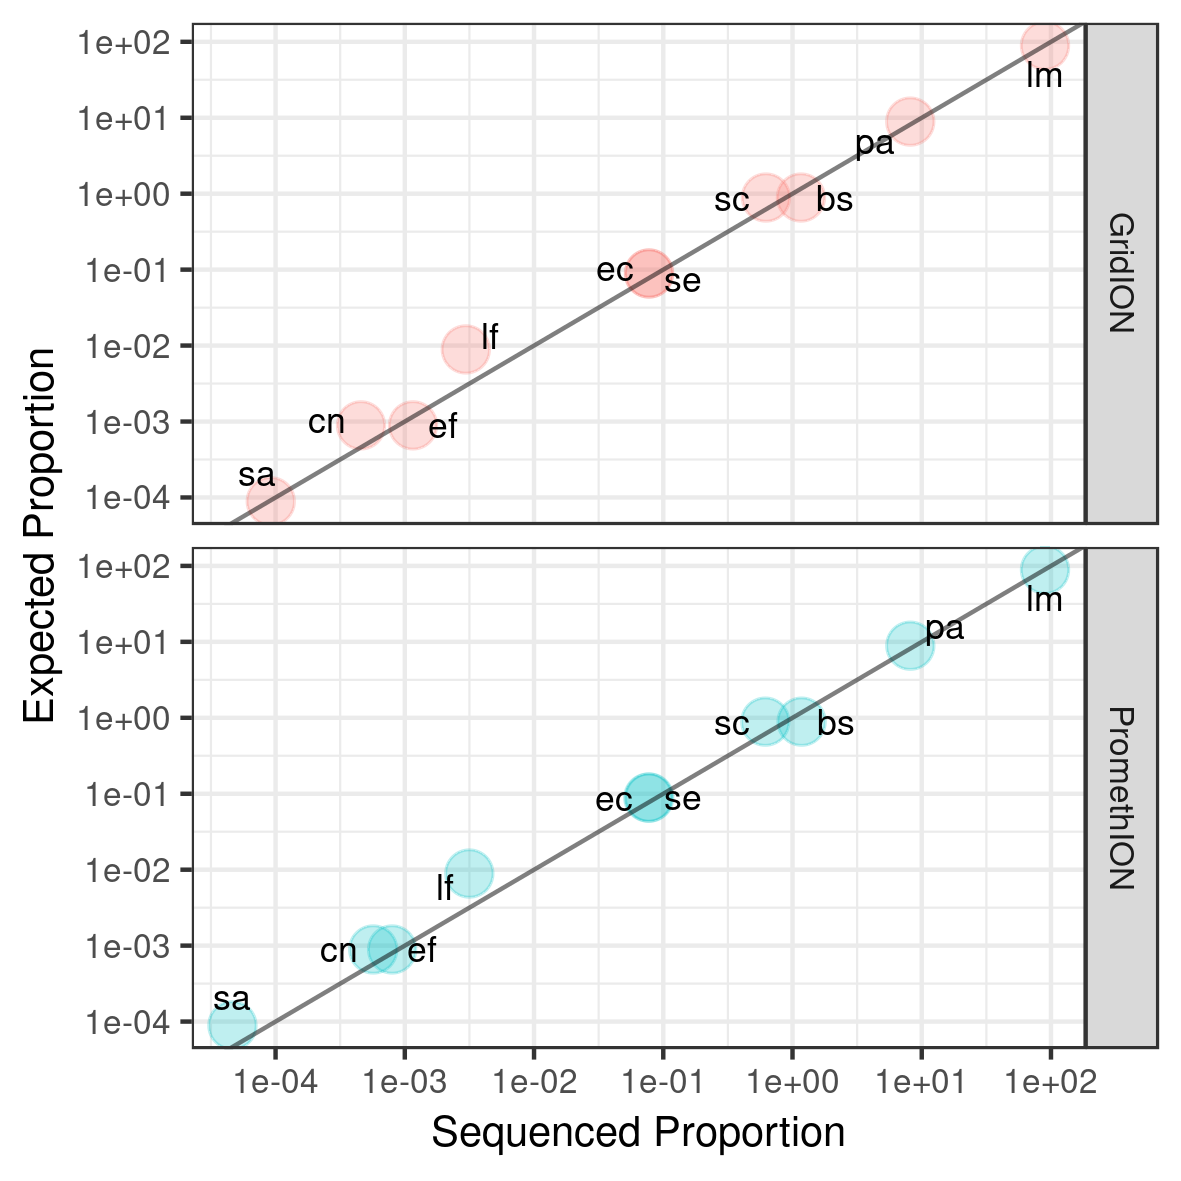 Expected Proportion
1e+02
1e+01
1e+00
1e-01
1e-02
1e-03
1e-04
lm
pa
sc
bs
ec
se
lf
cn
ef
sa
GridION
1e+02
1e+01
1e+00
1e-01
1e-02
1e-03
1e-04
lm
pa
sc
bs
ec
se
lf
cn
ef
sa
PromethION
1e-04 1e-03 1e-02 1e-01 1e+00 1e+01 1e+02
Sequenced Proportion